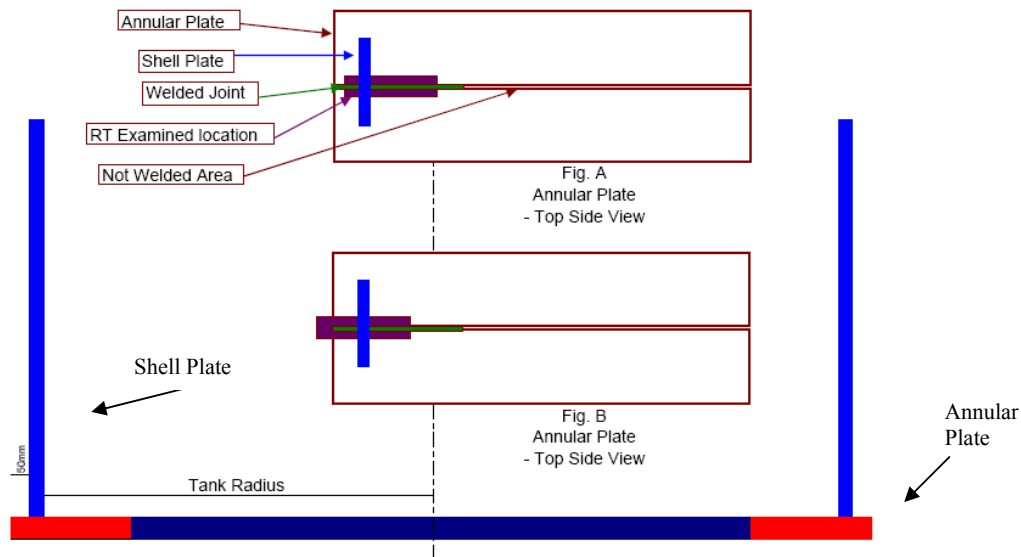 Annular Plate
Shell Plate
Welded Joint
RT Examined location
Not Welded Area
Fig. A
Annular Plate
- Top Side View
Shell Plate
Fig. B
Annular Plate
- Top Side View
Annular
Plate
50mm
Tank Radius